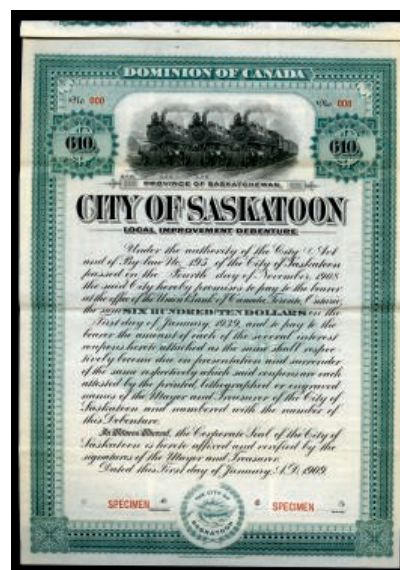 DOMINION OF CANADA
No 000 No 000
610. 610.
PROVINCE OF SASKATCHEWAN
CITY OF SASKATOON
LOCAL IMPROVEMENT DEBENTURE
Under the authority of the City Act
and of By-law No. 195 of the City of Saskatoon
passed on the Fourth day of November 1908
the said City hereby promises to pay to the bearer
at the office of the Union Bank of Canada Toronto, Ontario,
the sum SIX HUNDRED TEN DOLLARS on the
First day of January, 1939, and to pay to the
bearer the amount of each of the several interest
coupons hereto attached as the same shall respec-
tively become due on presentation and surrender
of the same respectively which said coupons are each
attested by the printed, lithographed or engraved
names of the Mayor and Treasurer of the City of
Saskatoon and numbered with the number of
this Debenture.
In Witness Whereof, the Corporate Seal of the City of
Saskatoon is hereto affixed and verified by the
signatures of the Mayor and Treasurer.
Dated this First day of January, A.D. 1909.
SPECIMEN SPECIMEN
THE CITY OF
SASKATOON